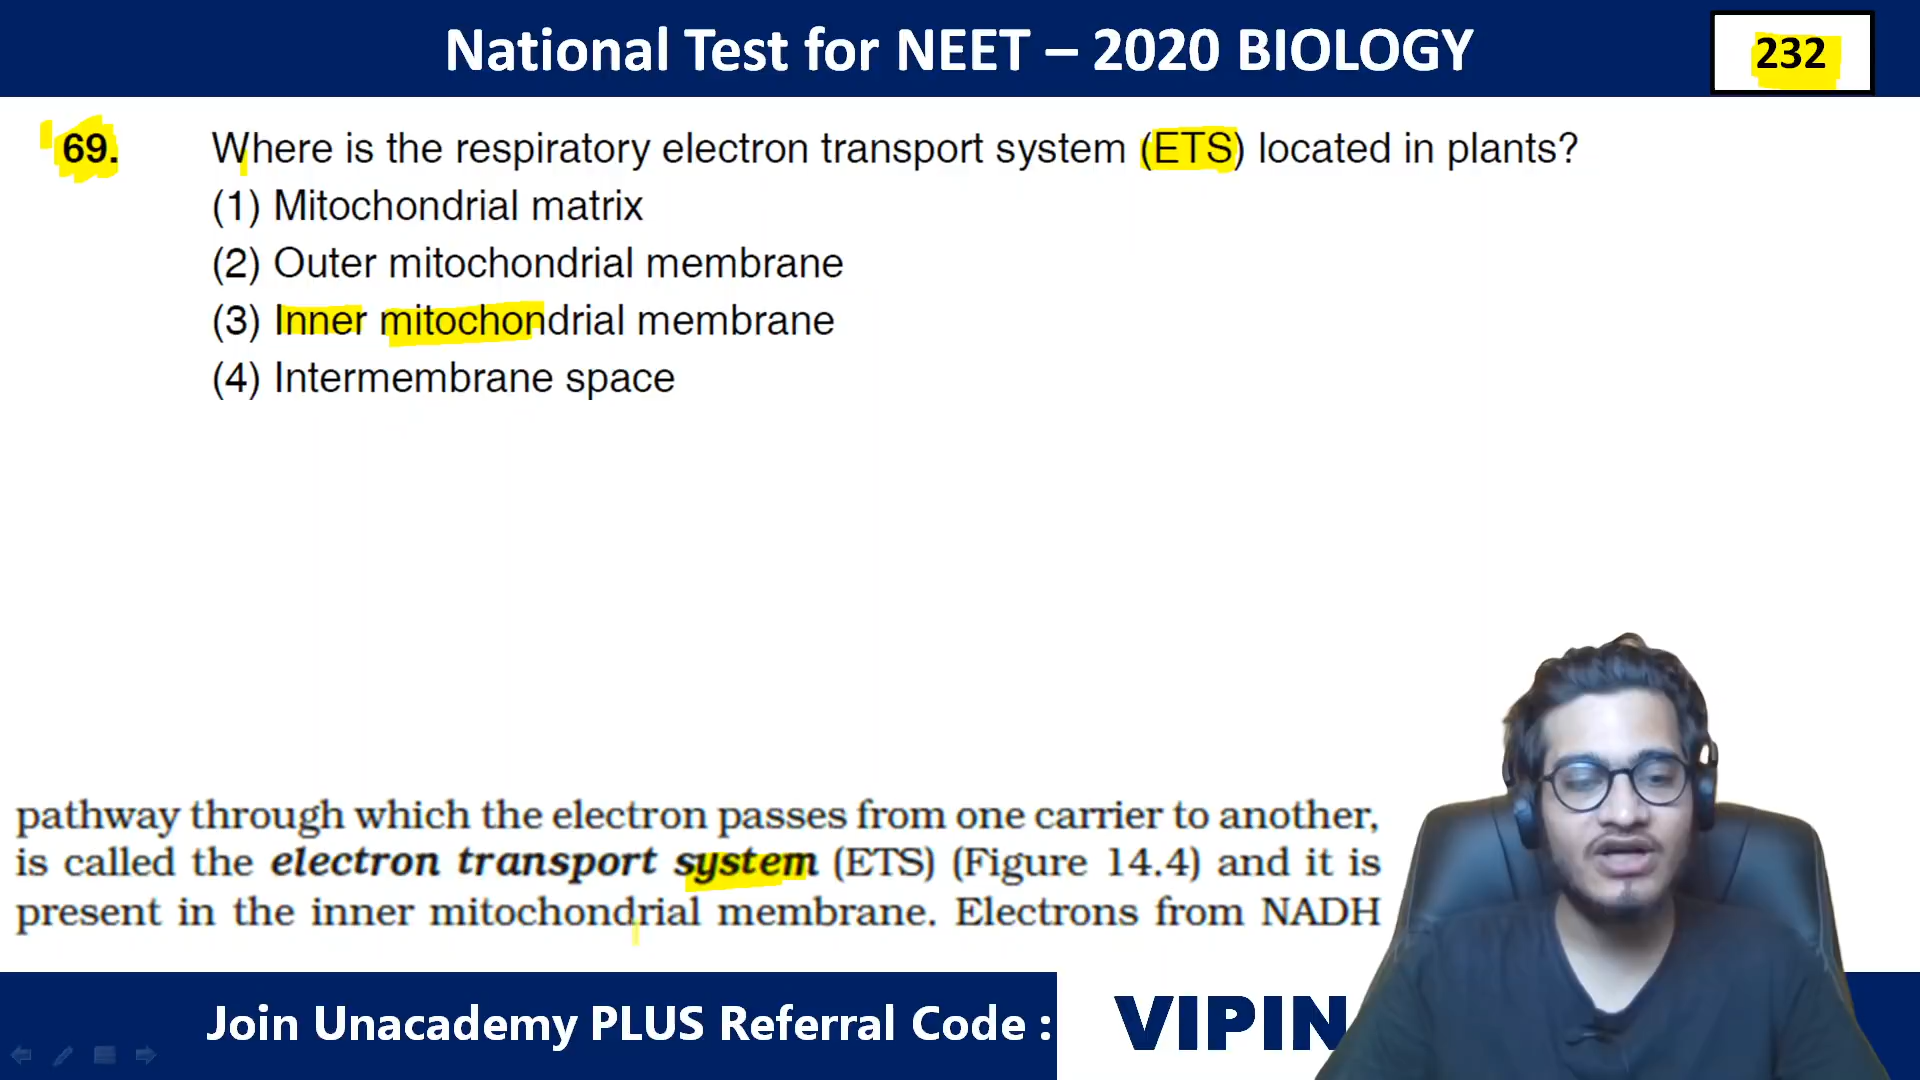 National Test for NEET – 2020 BIOLOGY
232
69. Where is the respiratory electron transport system (ETS) located in plants?
(1) Mitochondrial matrix
(2) Outer mitochondrial membrane
(3) Inner mitochondrial membrane
(4) Intermembrane space
pathway through which the electron passes from one carrier to another,
is called the electron transport system (ETS) (Figure 14.4) and it is
present in the inner mitochondrial membrane. Electrons from NADH
Join Unacademy PLUS Referral Code :
VIPIN